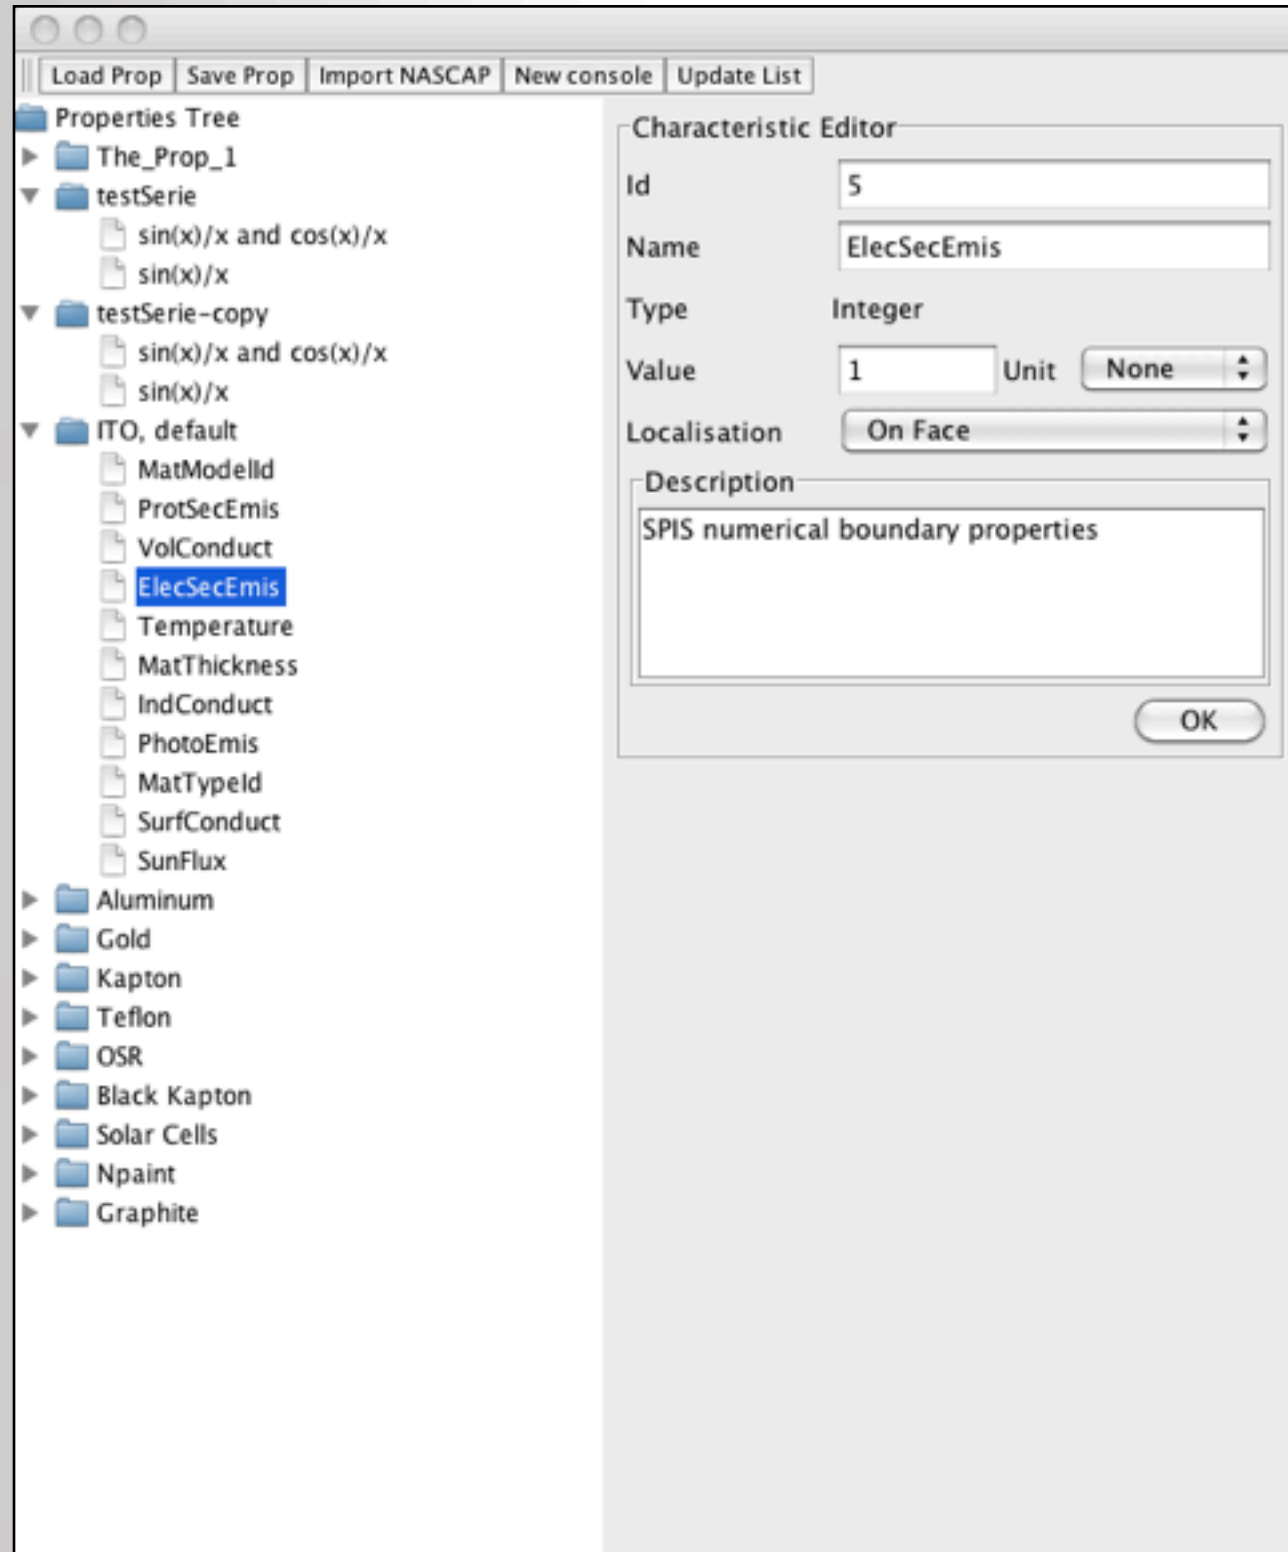 Load Prop Save Prop Import NASCAP New console Update List
Properties Tree
The_Prop_1
testSerie
sin(x)/x and cos(x)/x
sin(x)/x
testSerie-copy
sin(x)/x and cos(x)/x
sin(x)/x
ITO, default
MatModelId
ProtSecEmis
VolConduct
ElecSecEmis
Temperature
MatThickness
IndConduct
PhotoEmis
MatTypeId
SurfConduct
SunFlux
Aluminum
Gold
Kapton
Teflon
OSR
Black Kapton
Solar Cells
Npaint
Graphite
Characteristic Editor
Id 5
Name ElecSecEmis
Type Integer
Value 1 Unit None
Localisation On Face
Description
SPIS numerical boundary properties
OK